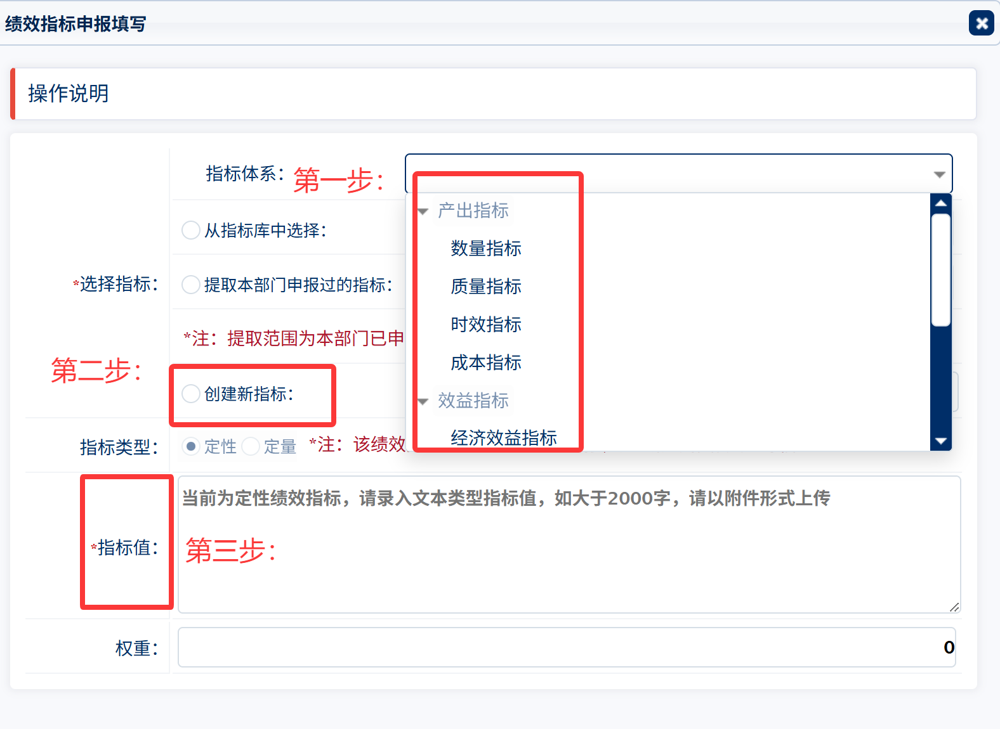 绩效指标申报填写
操作说明
指标体系：
第一步：
产出指标
数量指标
质量指标
时效指标
成本指标
效益指标
经济效益指标
从指标库中选择：
*选择指标：
提取本部门申报过的指标：
*注：提取范围为本部门已申
第二步：
创建新指标：
指标类型：
定性 定量 *注：该绩效
当前为定性绩效指标，请录入文本类型指标值，如大于2000字，请以附件形式上传
*指标值：
第三步：
权重：
0